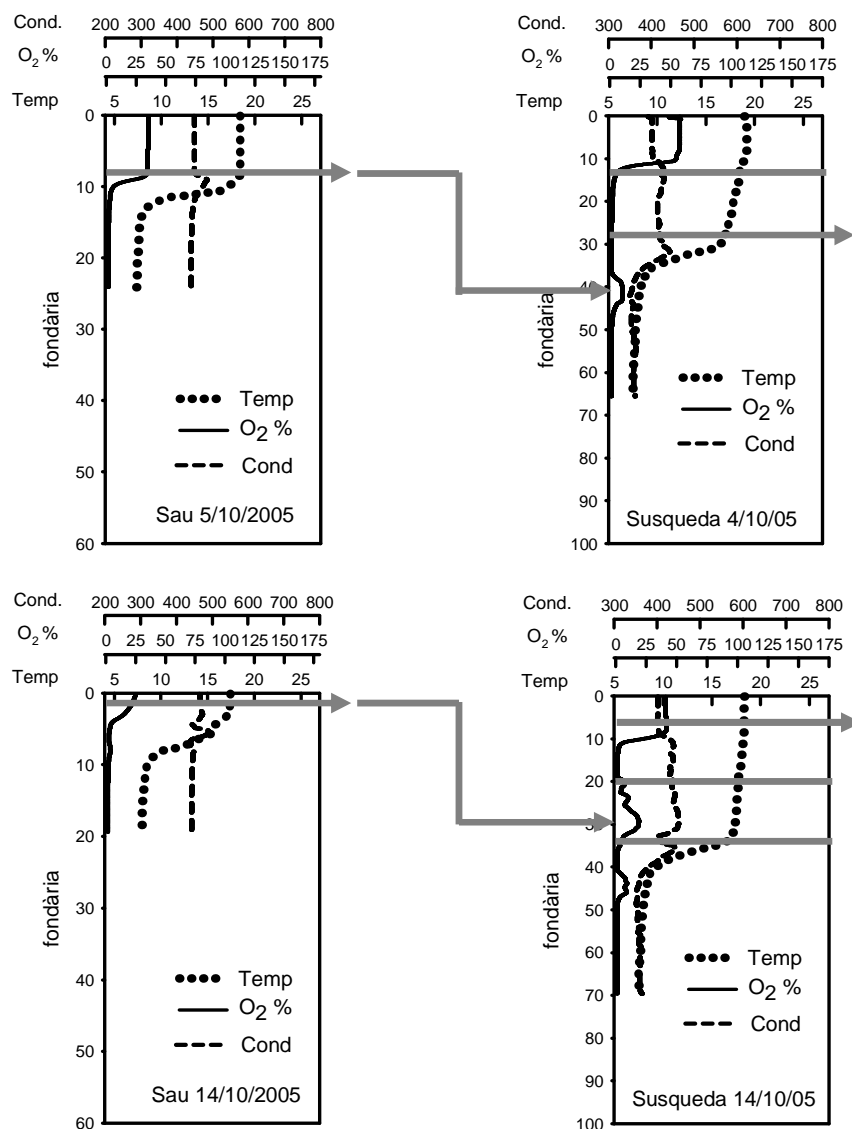 Cond. 200 300 400 500 600 700 800
O2 % 0 25 50 75 100 125 150 175
Temp 5 10 15 20 25
0
10
20
30
40
50
60
fondària
Temp
O2 %
Cond
Sau 5/10/2005
Cond. 300 400 500 600 700 800
O2 % 0 25 50 75 100 125 150 175
Temp 5 10 15 20 25
0
10
20
30
40
50
60
70
80
90
100
fondària
Temp
O2 %
Cond
Susqueda 4/10/05
Cond. 200 300 400 500 600 700 800
O2 % 0 25 50 75 100 125 150 175
Temp 5 10 15 20 25
0
10
20
30
40
50
60
fondària
Temp
O2 %
Cond
Sau 14/10/2005
Cond. 300 400 500 600 700 800
O2 % 0 25 50 75 100 125 150 175
Temp 5 10 15 20 25
0
10
20
30
40
50
60
70
80
90
100
fondària
Temp
O2 %
Cond
Susqueda 14/10/05